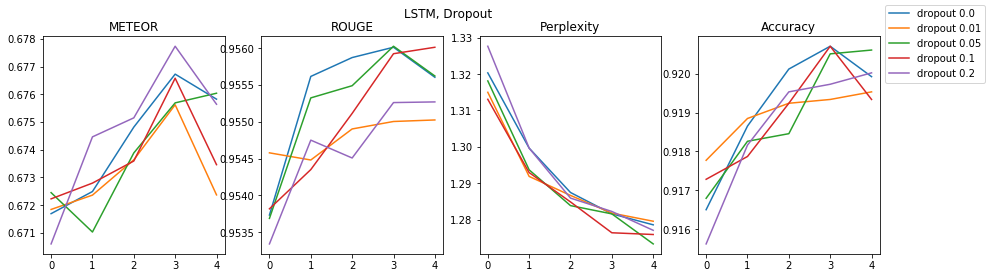 LSTM, Dropout
METEOR
0.678
0.677
0.676
0.675
0.674
0.673
0.672
0.671
0 1 2 3 4
ROUGE
0.9560
0.9555
0.9550
0.9545
0.9540
0.9535
0 1 2 3 4
Perplexity
1.33
1.32
1.31
1.30
1.29
1.28
0 1 2 3 4
Accuracy
0.920
0.919
0.918
0.917
0.916
0 1 2 3 4
dropout 0.0
dropout 0.01
dropout 0.05
dropout 0.1
dropout 0.2